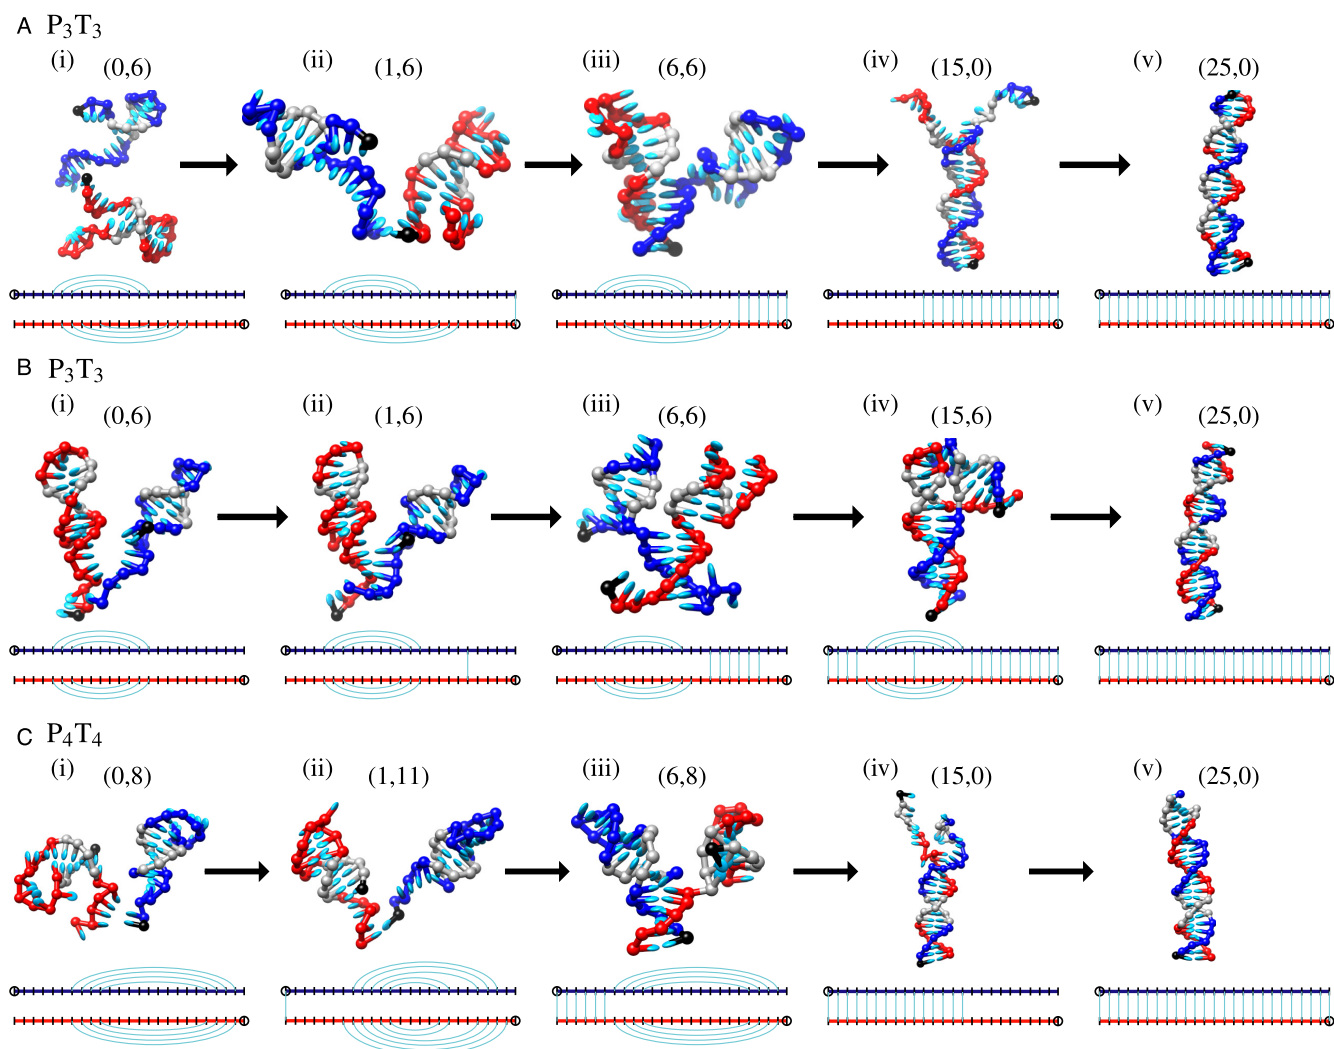 A P₃T₃
(i) (0,6) (ii) (1,6) (iii) (6,6) (iv) (15,0) (v) (25,0)
B P₃T₃
(i) (0,6) (ii) (1,6) (iii) (6,6) (iv) (15,6) (v) (25,0)
C P₄T₄
(i) (0,8) (ii) (1,11) (iii) (6,8) (iv) (15,0) (v) (25,0)